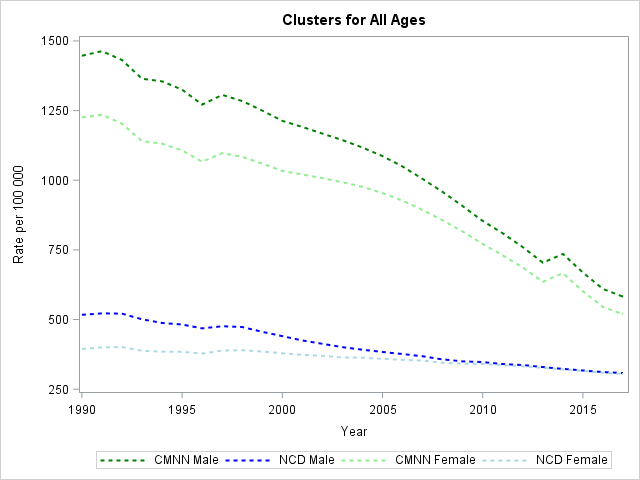 Clusters for All Ages
1500
1250
1000
750
500
250
Rate per 100 000
1990 1995 2000 2005 2010 2015
Year
CMNN Male NCD Male CMNN Female NCD Female